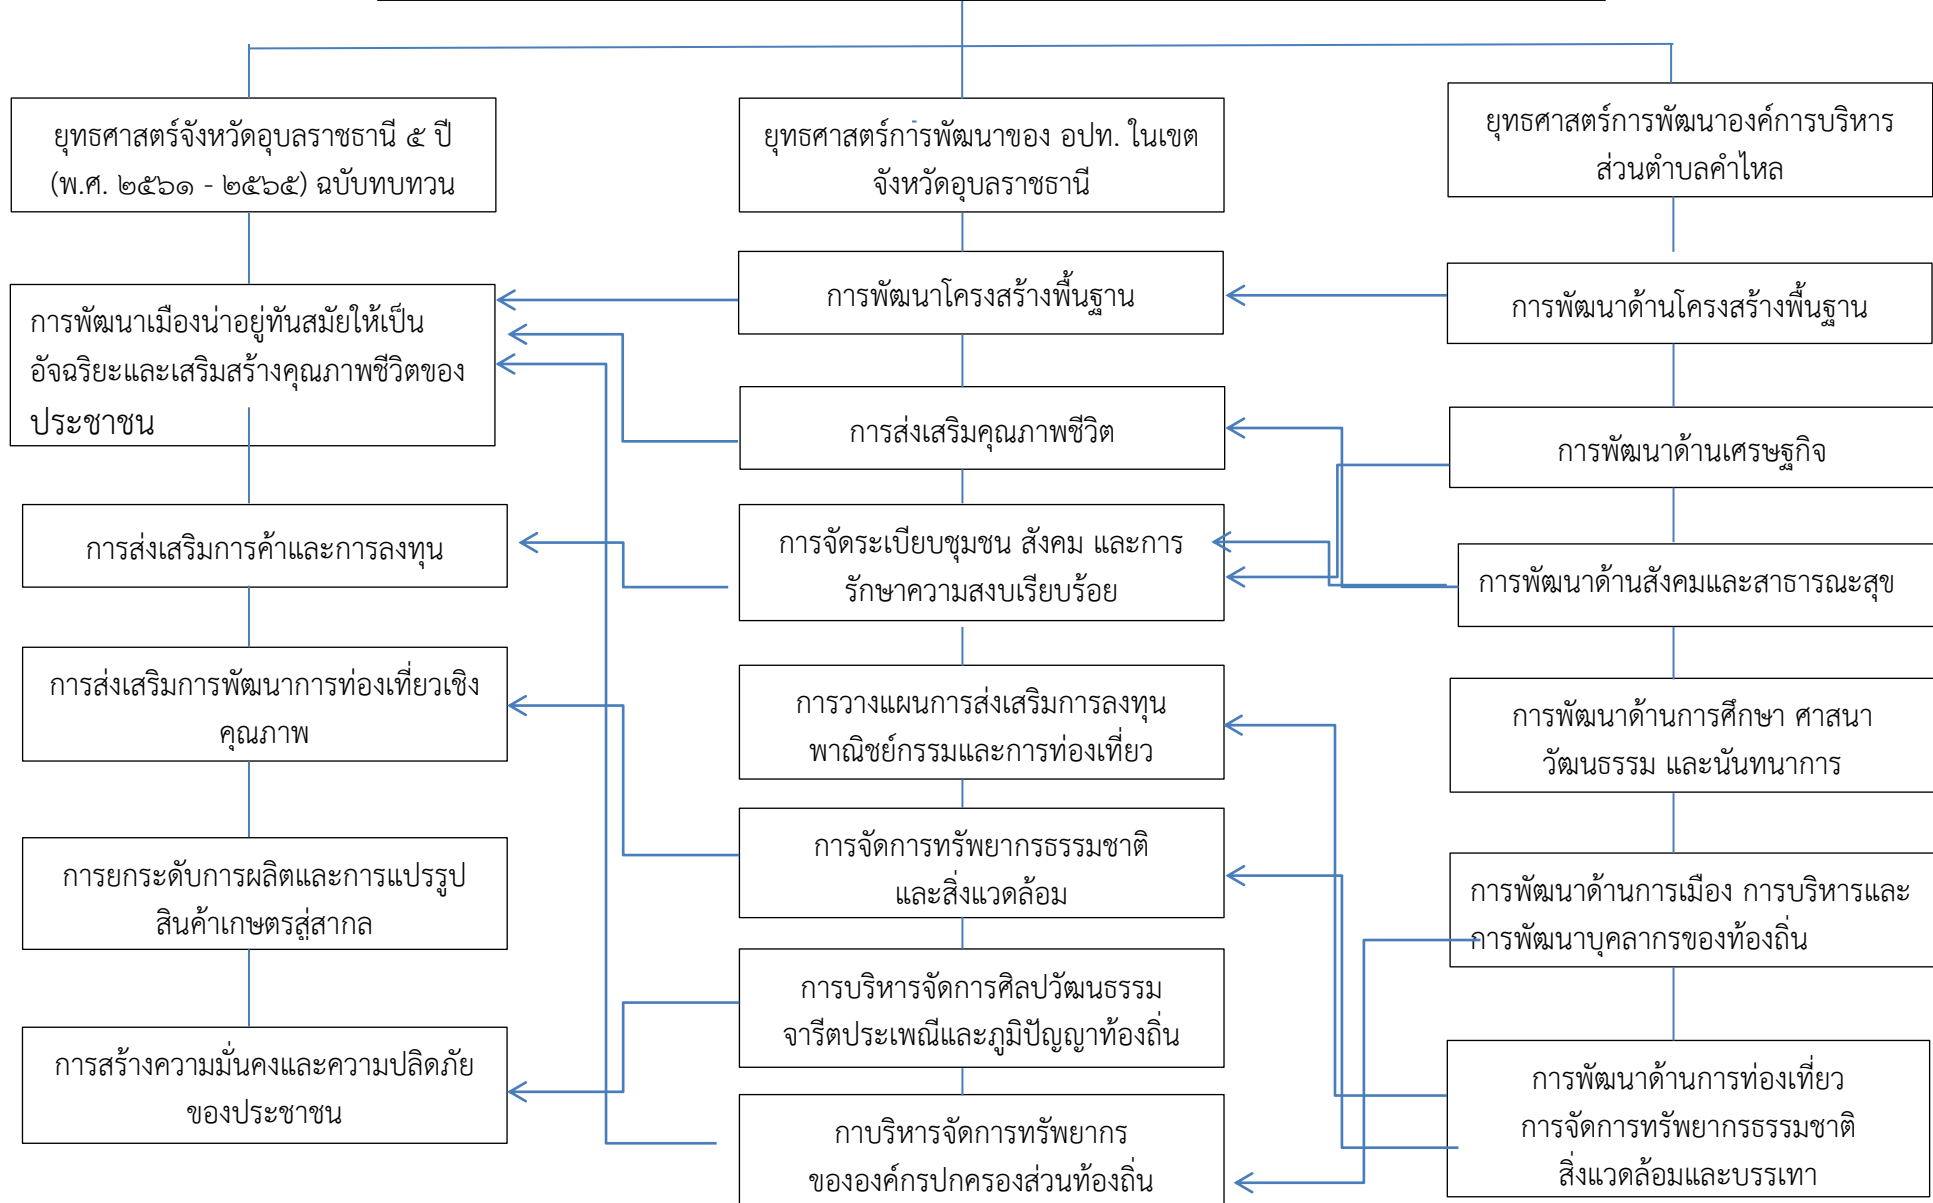 ยุทธศาสตร์จังหวัดอุบลราชธานี ๕ ปี
(พ.ศ. ๒๕๖๑ - ๒๕๖๕) ฉบับทบทวน
การพัฒนาเมืองน่าอยู่ทันสมัยให้เป็น
อัจฉริยะและเสริมสร้างคุณภาพชีวิตของ
ประชาชน
การส่งเสริมการค้าและการลงทุน
การส่งเสริมการพัฒนาการท่องเที่ยวเชิง
คุณภาพ
การยกระดับการผลิตและการแปรรูป
สินค้าเกษตรสู่สากล
การสร้างความมั่นคงและความปลิดภัย
ของประชาชน
ยุทธศาสตร์การพัฒนาของ อปท. ในเขต
จังหวัดอุบลราชธานี
การพัฒนาโครงสร้างพื้นฐาน
การส่งเสริมคุณภาพชีวิต
การจัดระเบียบชุมชน สังคม และการ
รักษาความสงบเรียบร้อย
การวางแผนการส่งเสริมการลงทุน
พาณิชย์กรรมและการท่องเที่ยว
การจัดการทรัพยากรธรรมชาติ
และสิ่งแวดล้อม
การบริหารจัดการศิลปวัฒนธรรม
จารีตประเพณีและภูมิปัญญาท้องถิ่น
กาบริหารจัดการทรัพยากร
ขององค์กรปกครองส่วนท้องถิ่น
ยุทธศาสตร์การพัฒนาองค์การบริหาร
ส่วนตำบลคำไหล
การพัฒนาด้านโครงสร้างพื้นฐาน
การพัฒนาด้านเศรษฐกิจ
การพัฒนาด้านสังคมและสาธารณะสุข
การพัฒนาด้านการศึกษา ศาสนา
วัฒนธรรม และนันทนาการ
การพัฒนาด้านการเมือง การบริหารและ
การพัฒนาบุคลากรของท้องถิ่น
การพัฒนาด้านการท่องเที่ยว
การจัดการทรัพยากรธรรมชาติ
สิ่งแวดล้อมและบรรเทา